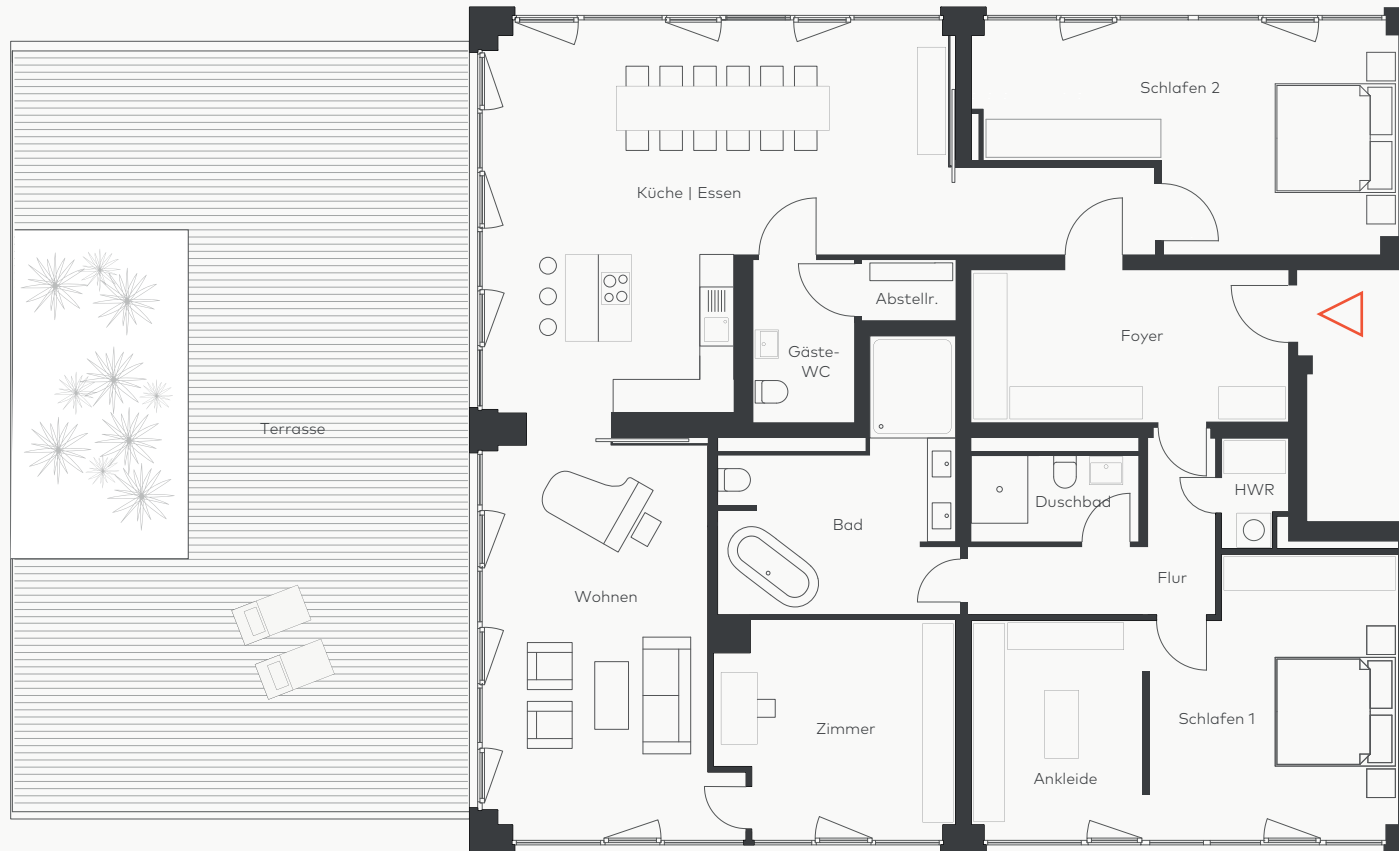 Schlafen 2
Küche | Essen
Abstellr.
Foyer
Gäste-
WC
Terrasse
HWR
Duschbad
Bad
Flur
Wohnen
Schlafen 1
Zimmer
Ankleide